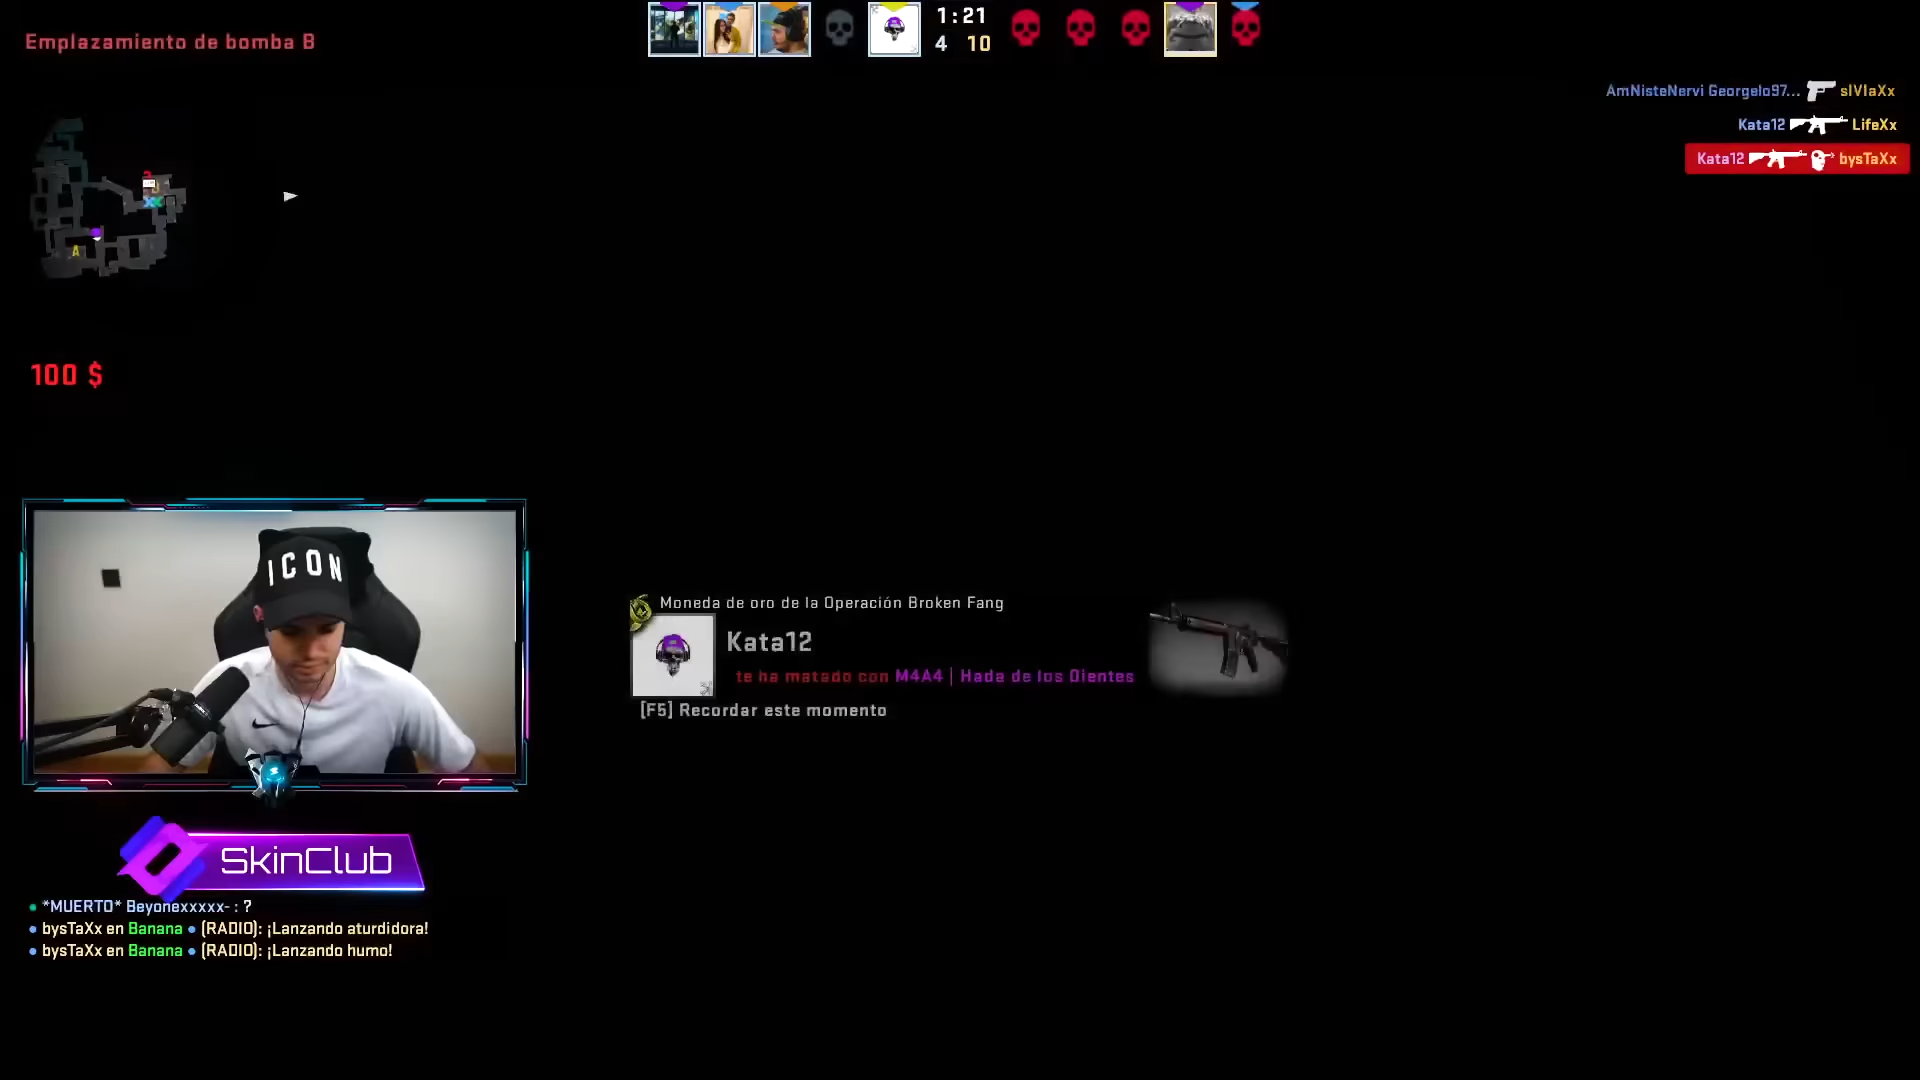 Emplazamiento de bomba B
1:21
4 10
AmNisteNervi Georgelo97... sIVIaXx
Kata12 LifeXx
Kata12 bysTaXx
A
100 $
ICON
Moneda de oro de la Operación Broken Fang
Kata12
te ha matado con M4A4 | Hada de los Dientes
[F5] Recordar este momento
SkinClub
*MUERTO* Beyonexxxxx- : ?
bysTaXx en Banana (RADIO): ¡Lanzando aturdidora!
bysTaXx en Banana (RADIO): ¡Lanzando humo!